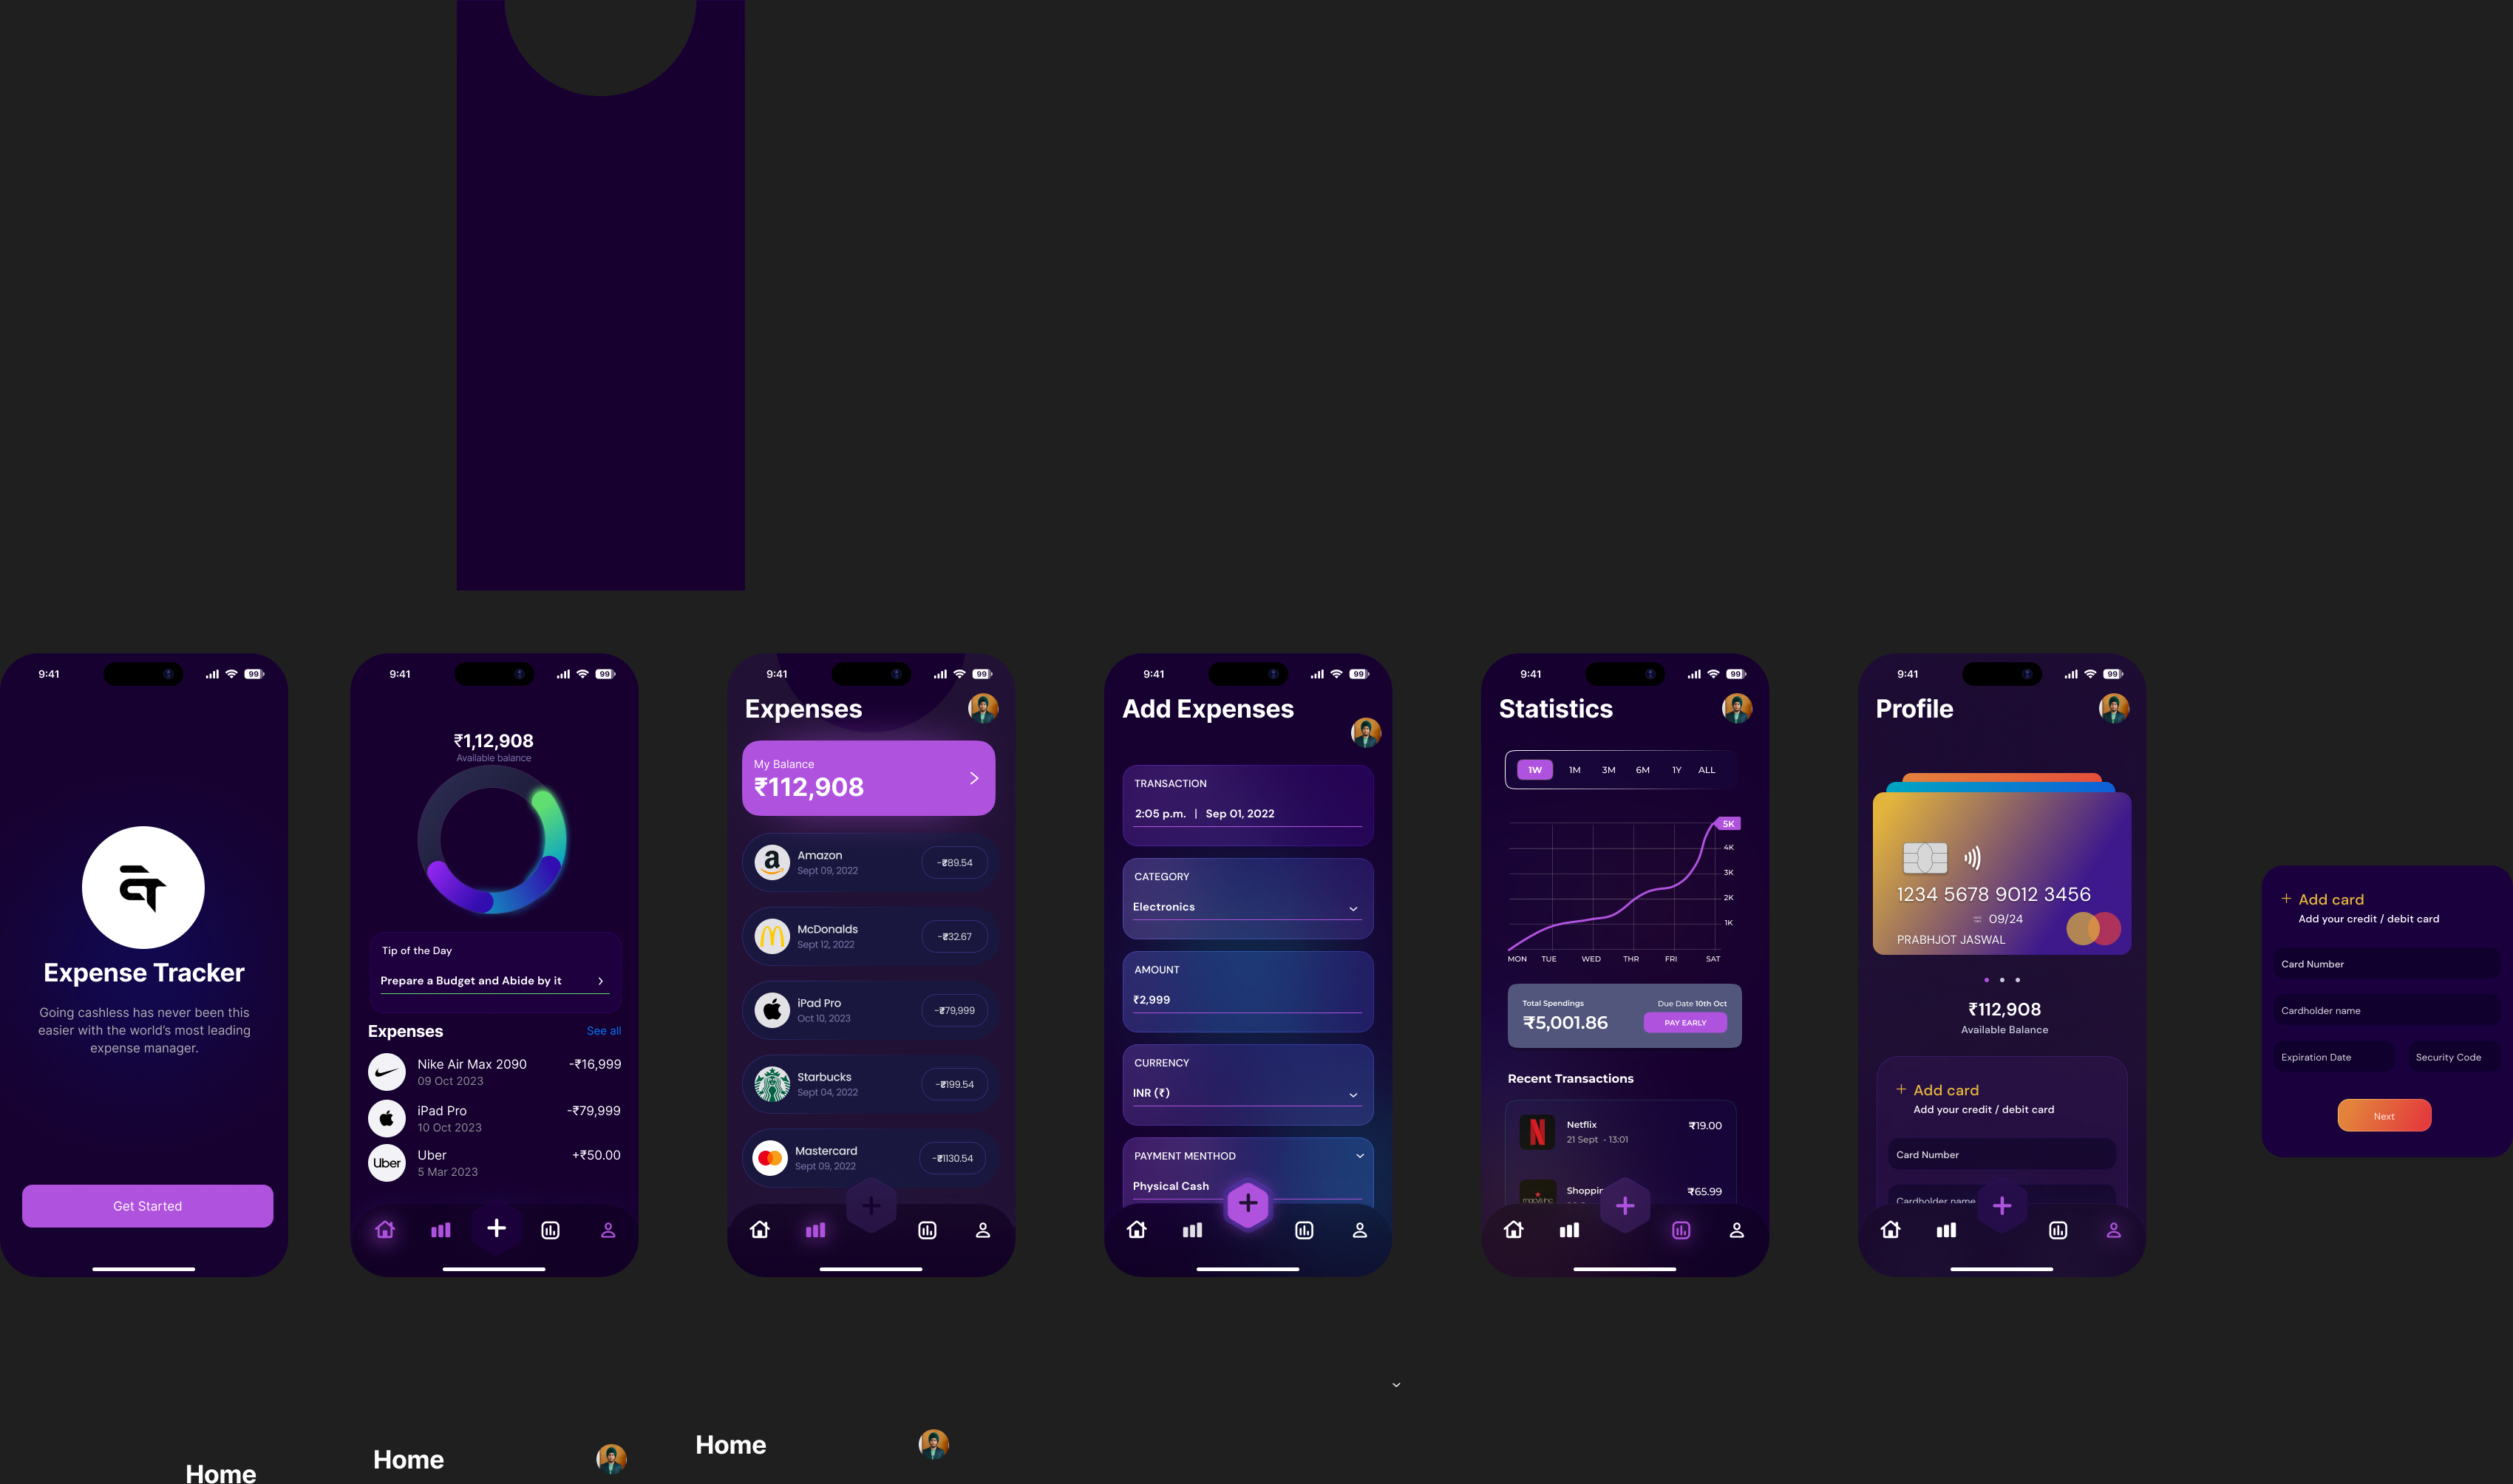 9:41
99
Expense Tracker
Going cashless has never been this
easier with the world's most leading
expense manager.
Get Started
9:41
99
₹1,12,908
Available balance
Tip of the Day
Prepare a Budget and Abide by it
Expenses
See all
Nike Air Max 2090
-₹16,999
09 Oct 2023
iPad Pro
-₹79,999
10 Oct 2023
Uber
Uber
+₹50.00
5 Mar 2023
9:41
99
Expenses
My Balance
₹112,908
Amazon
Sept 09, 2022
-₹89.54
McDonalds
Sept 12, 2022
-₹32.67
iPad Pro
Oct 10, 2023
-₹79,999
Starbucks
Sept 04, 2022
-₹199.54
Mastercard
Sept 09, 2022
-₹1130.54
9:41
99
Add Expenses
TRANSACTION
2:05 p.m. | Sep 01, 2022
CATEGORY
Electronics
AMOUNT
₹2,999
CURRENCY
INR (₹)
PAYMENT MENTHOD
Physical Cash
9:41
99
Statistics
1W 1M 3M 6M 1Y ALL
5K
4K
3K
2K
1K
MON TUE WED THR FRI SAT
Total Spendings
Due Date 10th Oct
₹5,001.86
PAY EARLY
Recent Transactions
Netflix
₹19.00
21 Sept - 13:01
Shoppin
₹65.99
9:41
99
Profile
1234 5678 9012 3456
09/24
PRABHJOT JASWAL
₹112,908
Available Balance
+ Add card
Add your credit / debit card
Card Number
Cardholder name
+ Add card
Add your credit / debit card
Card Number
Cardholder name
Expiration Date
Security Code
Next
Home
Home
Home